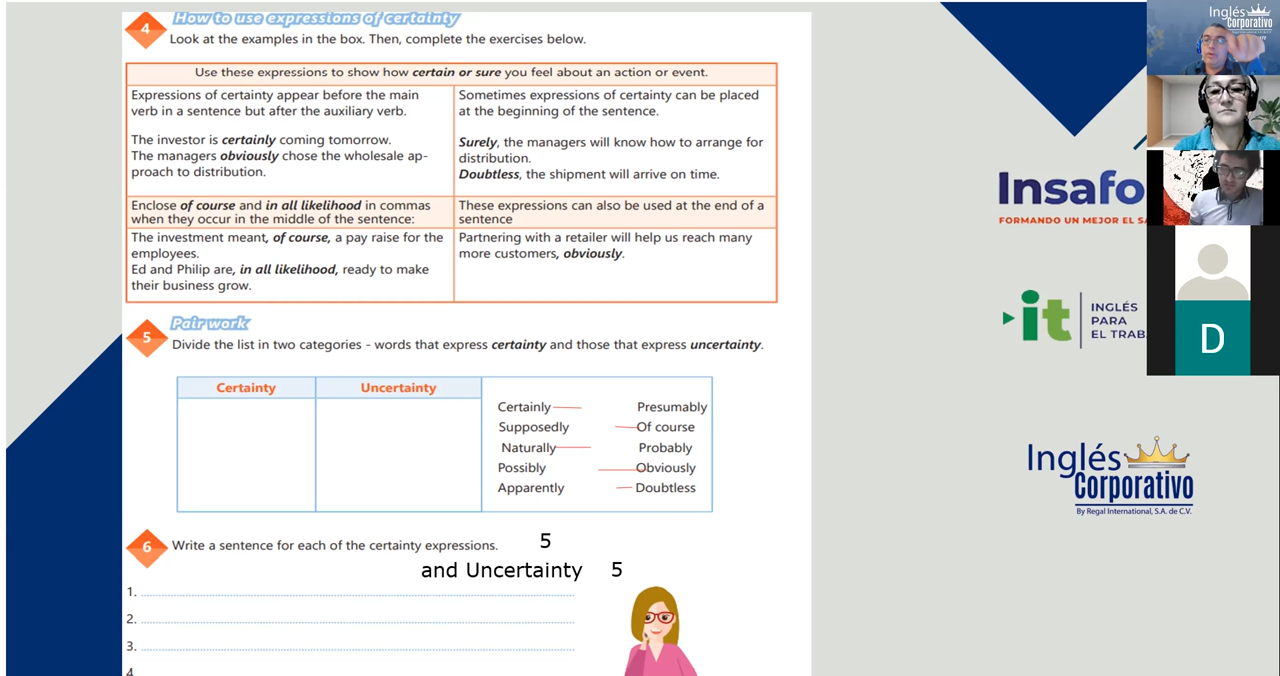 4
How to use expressions of certainty
Look at the examples in the box. Then, complete the exercises below.
Use these expressions to show how certain or sure you feel about an action or event.
Expressions of certainty appear before the main
verb in a sentence but after the auxiliary verb.
The investor is certainly coming tomorrow.
The managers obviously chose the wholesale ap-
proach to distribution.
Sometimes expressions of certainty can be placed
at the beginning of the sentence.
Surely, the managers will know how to arrange for
distribution.
Doubtless, the shipment will arrive on time.
Enclose of course and in all likelihood in commas
when they occur in the middle of the sentence:
These expressions can also be used at the end of a
sentence
The investment meant, of course, a pay raise for the
employees.
Ed and Philip are, in all likelihood, ready to make
their business grow.
Partnering with a retailer will help us reach many
more customers, obviously.
5
Pair work
Divide the list in two categories - words that express certainty and those that express uncertainty.
Certainty
Uncertainty
Certainly
Presumably
Supposedly
Of course
Naturally
Probably
Possibly
Obviously
Apparently
Doubtless
6
Write a sentence for each of the certainty expressions.
5
and Uncertainty 5
1.
2.
3.
4
Inglés
Corporativo
Insafo
FORMANDO UN MEJOR EL SA
it
INGLÉS
PARA
EL TRAB
D
Inglés
Corporativo
By Regal International, S.A. de C.V.